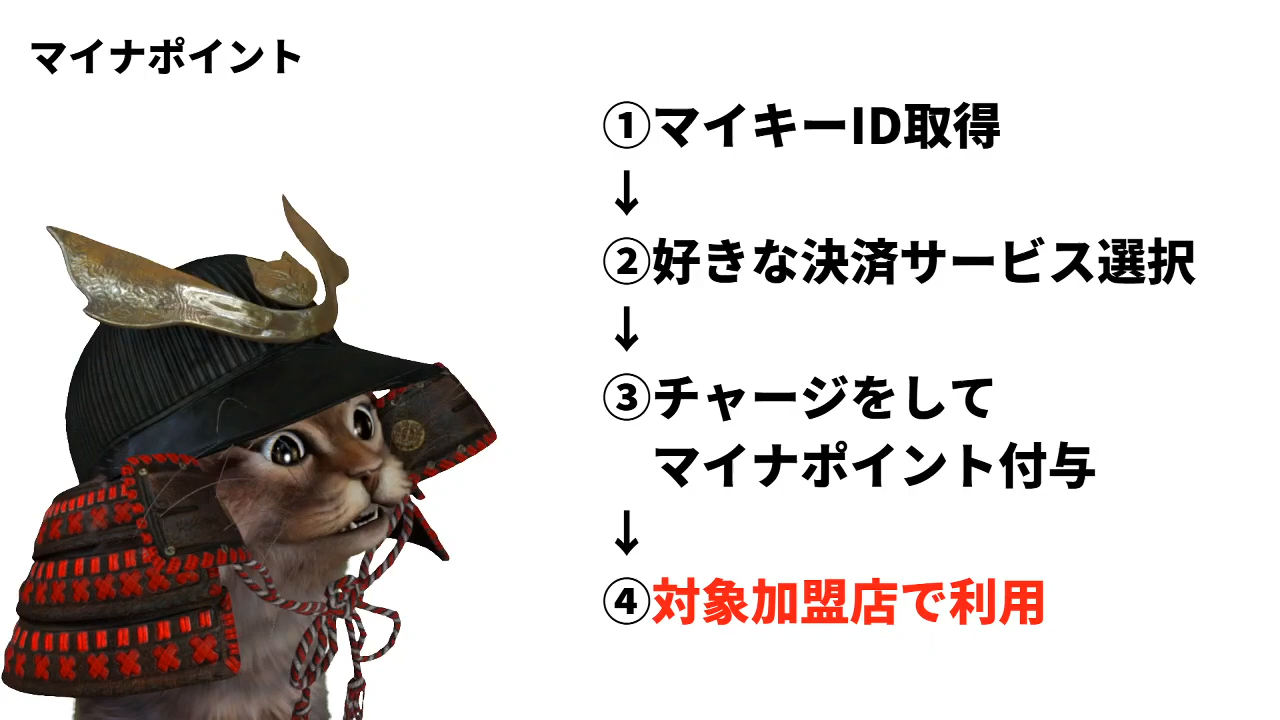 マイナポイント
①マイキーID取得
↓
②好きな決済サービス選択
↓
③チャージをして
マイナポイント付与
↓
④対象加盟店で利用